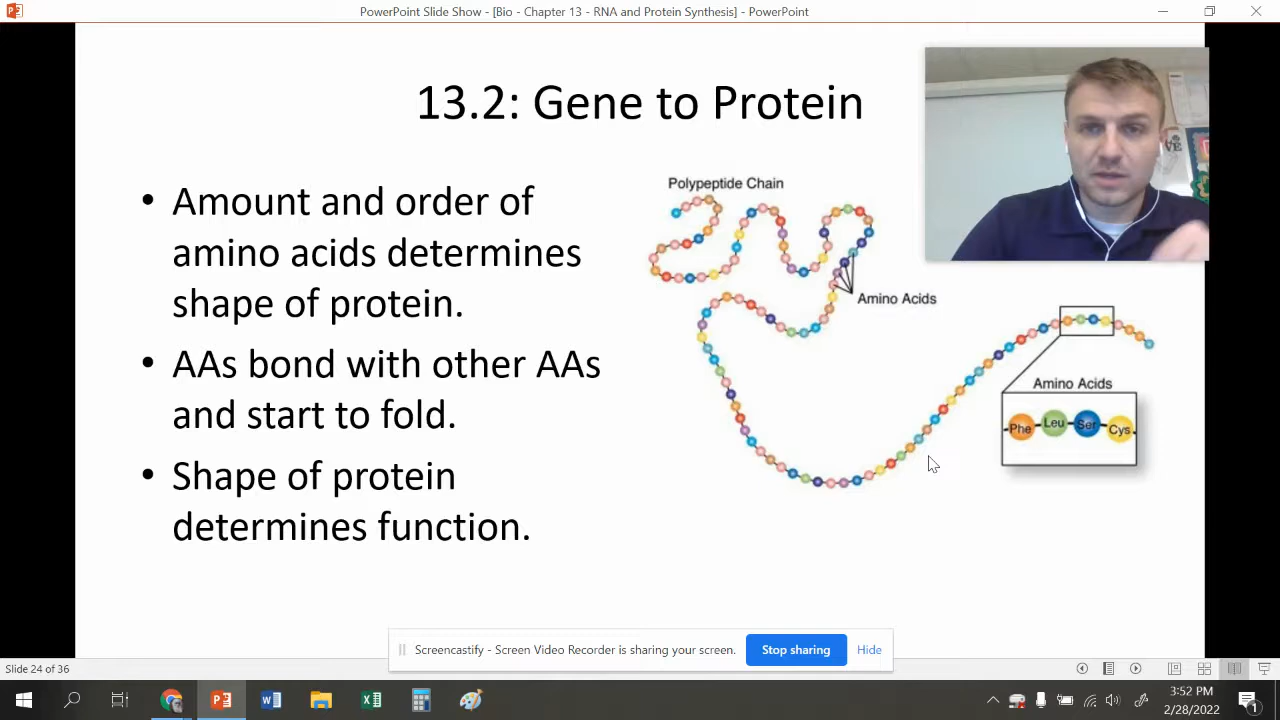 PowerPoint Slide Show - [Bio - Chapter 13 - RNA and Protein Synthesis] - PowerPoint
13.2: Gene to Protein
• Amount and order of
amino acids determines
shape of protein.
• AAs bond with other AAs
and start to fold.
• Shape of protein
determines function.
Polypeptide Chain
Amino Acids
Amino Acids
Phe Leu Ser Cys
Screencastify - Screen Video Recorder is sharing your screen.
Stop sharing
Hide
Slide 24 of 36
3:52 PM
2/28/2022
1